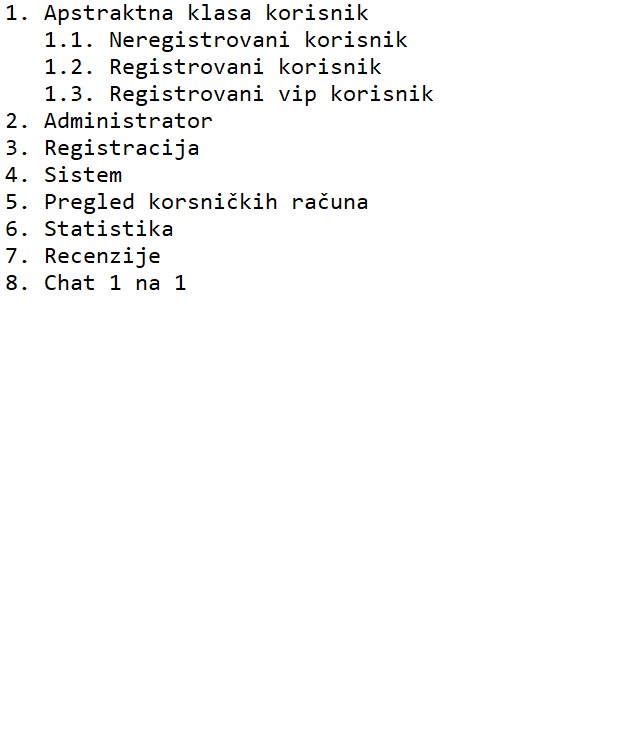 1. Apstraktna klasa korisnik
1.1. Neregistrovani korisnik
1.2. Registrovani korisnik
1.3. Registrovani vip korisnik
2. Administrator
3. Registracija
4. Sistem
5. Pregled korsničkih računa
6. Statistika
7. Recenzije
8. Chat 1 na 1